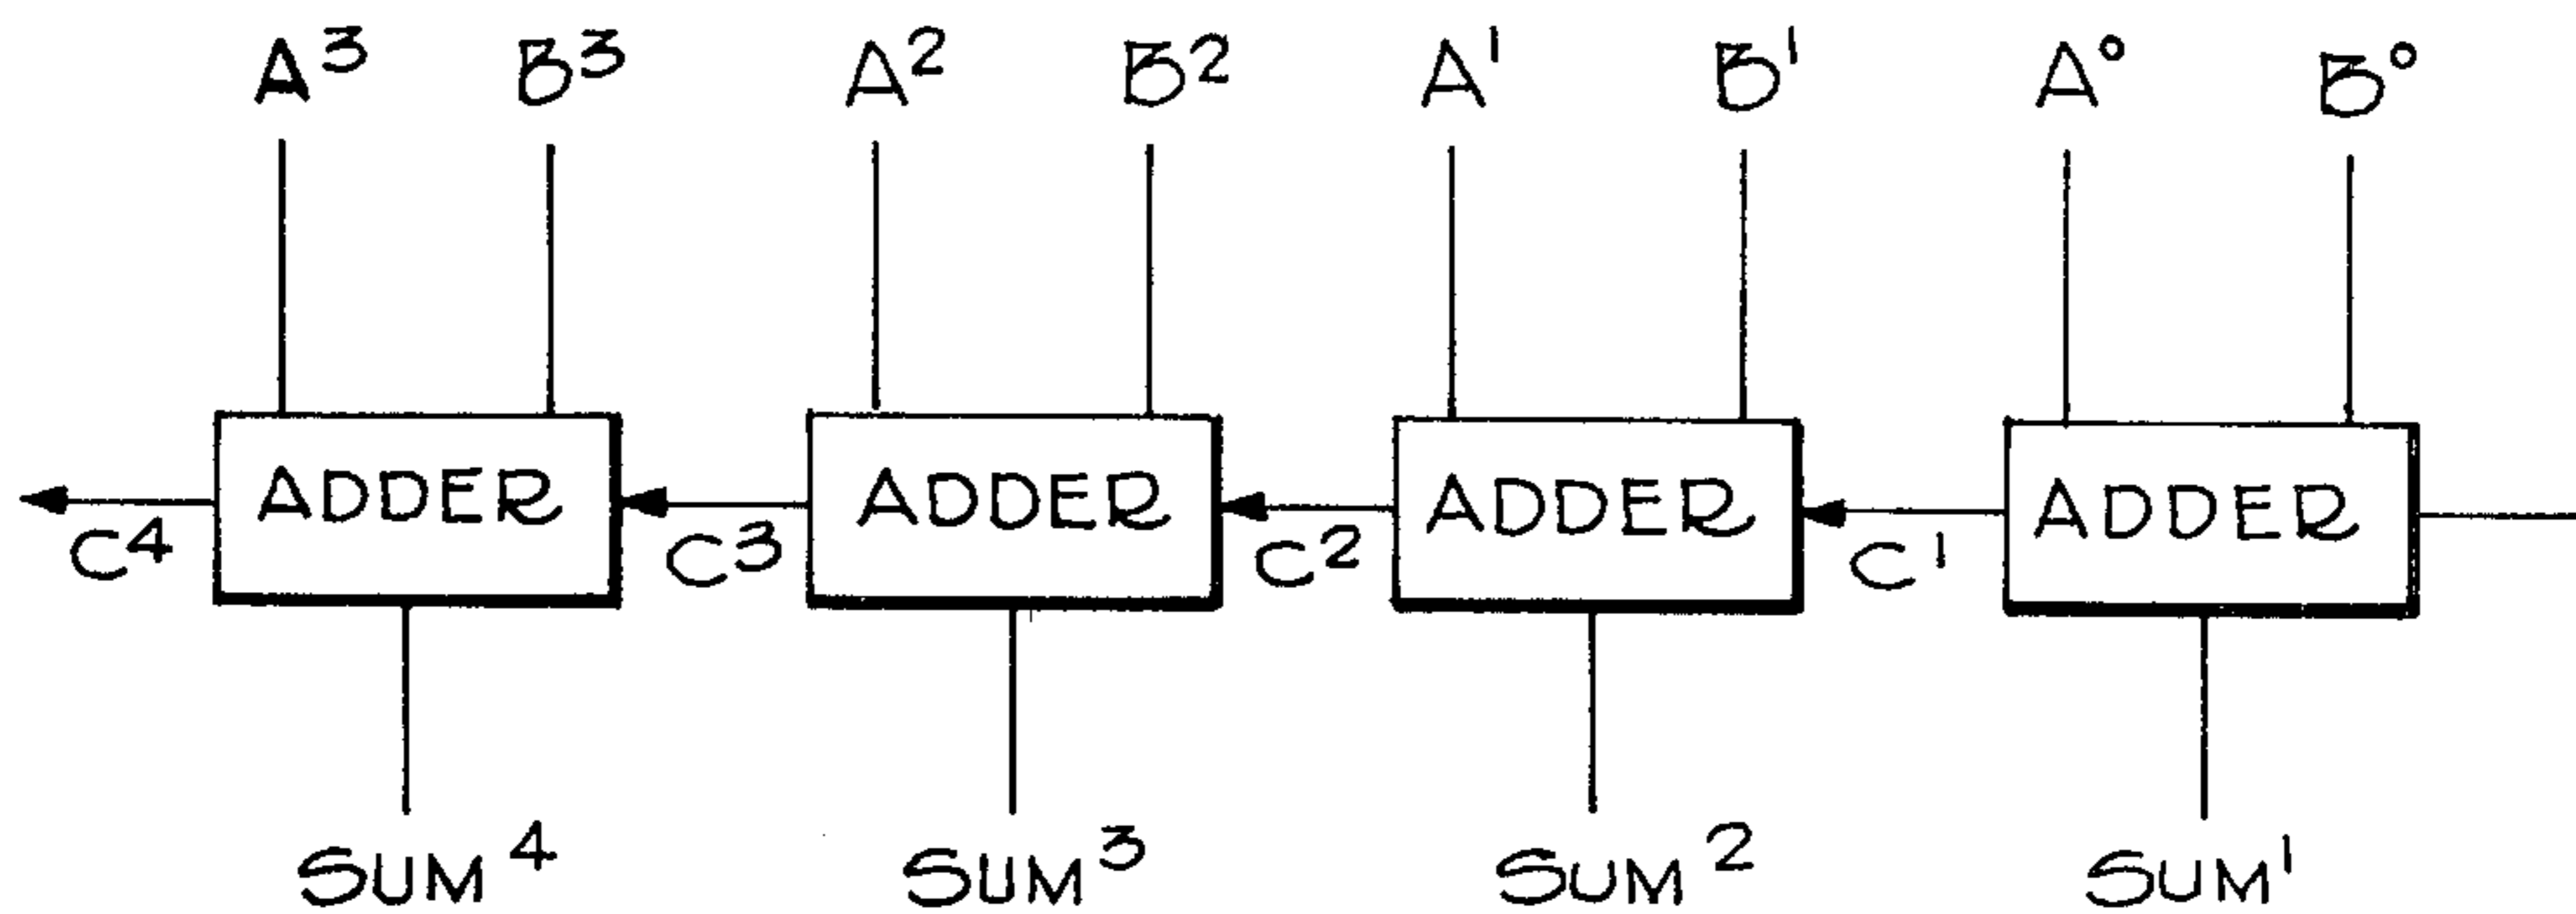 A³ B³ A² B² A¹ B¹ A⁰ B⁰
ADDER ADDER ADDER ADDER
C⁴ C³ C² C¹
SUM⁴ SUM³ SUM² SUM¹